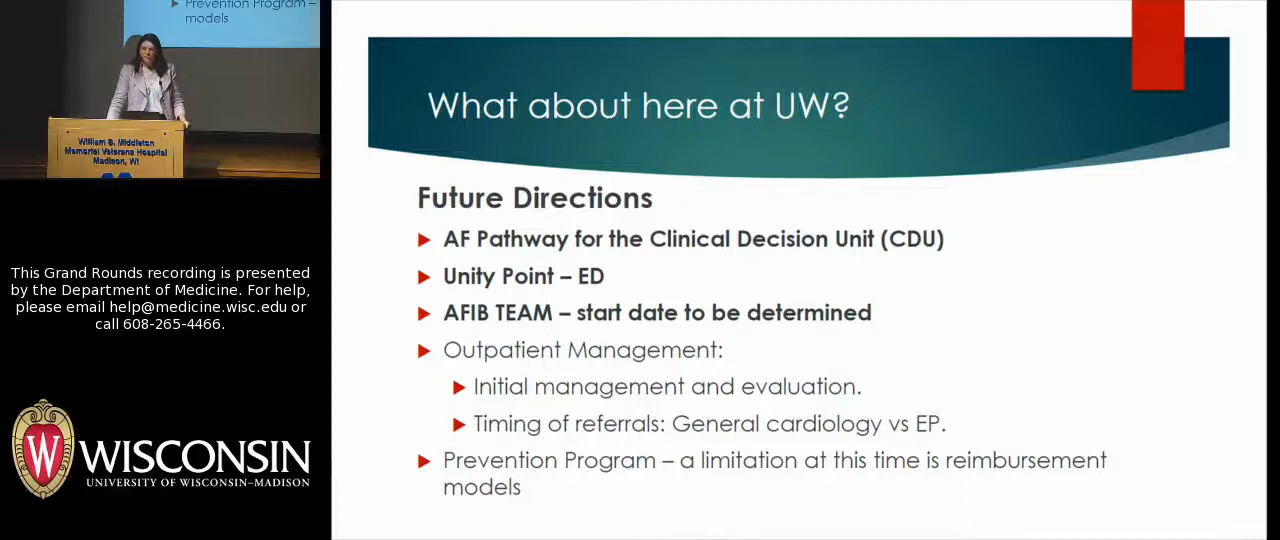 Prevention Program –
models
William S. Middleton
Memorial Veterans Hospital
Madison, WI
This Grand Rounds recording is presented
by the Department of Medicine. For help,
please email help@medicine.wisc.edu or
call 608-265-4466.
W
WISCONSIN
UNIVERSITY OF WISCONSIN–MADISON
What about here at UW?
Future Directions
AF Pathway for the Clinical Decision Unit (CDU)
Unity Point – ED
AFIB TEAM – start date to be determined
Outpatient Management:
Initial management and evaluation.
Timing of referrals: General cardiology vs EP.
Prevention Program – a limitation at this time is reimbursement
models